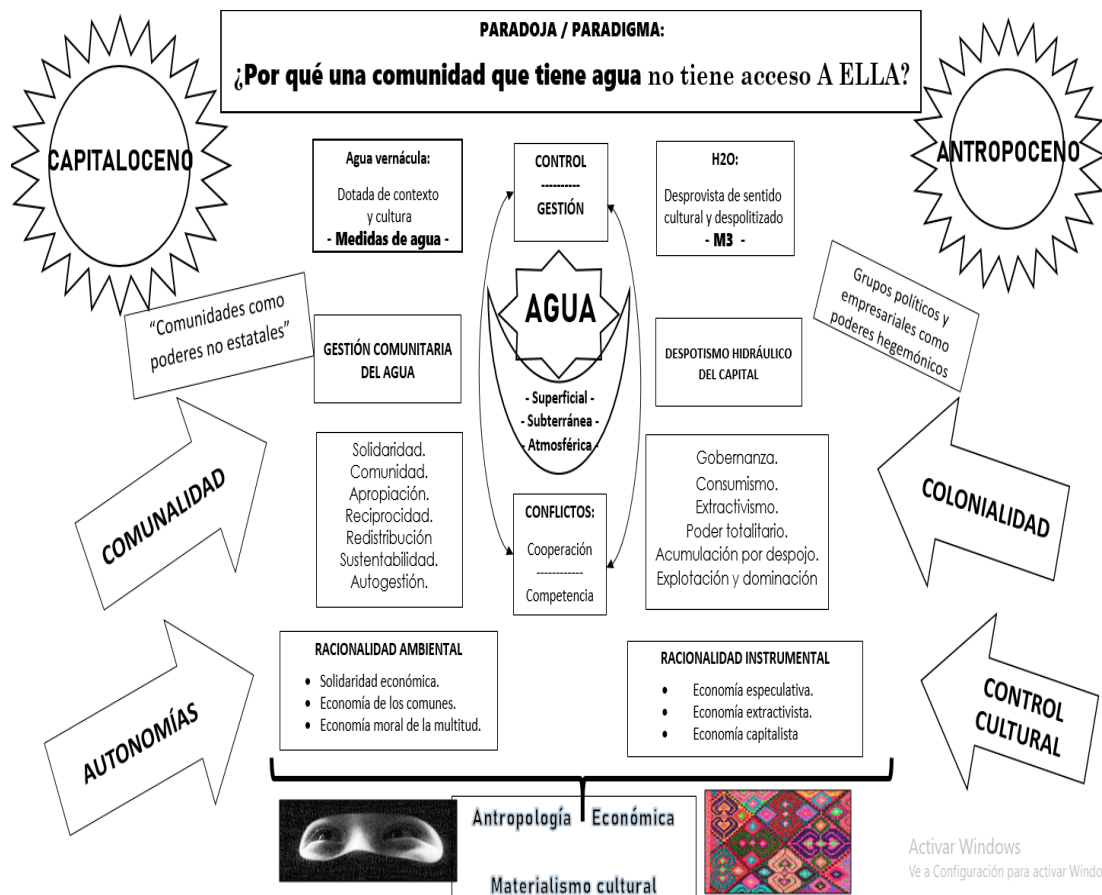 PARADOJA / PARADIGMA:
¿Por qué una comunidad que tiene agua no tiene acceso A ELLA?
CAPITALOCENO
ANTROPOCENO
Agua vernácula:
Dotada de contexto
y cultura
- Medidas de agua -
CONTROL
----------
GESTIÓN
H2O:
Desprovista de sentido
cultural y despolitizado
- M3 -
“Comunidades como
poderes no estatales”
GESTIÓN COMUNITARIA
DEL AGUA
AGUA
- Superficial -
- Subterránea -
- Atmosférica -
DESPOTISMO HIDRÁULICO
DEL CAPITAL
Grupos políticos y
empresariales como
poderes hegemónicos
COMUNALIDAD
Solidaridad.
Comunidad.
Apropiación.
Reciprocidad.
Redistribución
Sustentabilidad.
Autogestión.
CONFLICTOS:
Cooperación
------------
Competencia
Gobernanza.
Consumismo.
Extractivismo.
Poder totalitario.
Acumulación por despojo.
Explotación y dominación
COLONIALIDAD
AUTONOMÍAS
RACIONALIDAD AMBIENTAL
• Solidaridad económica.
• Economía de los comunes.
• Economía moral de la multitud.
RACIONALIDAD INSTRUMENTAL
• Economía especulativa.
• Economía extractivista.
• Economía capitalista
CONTROL
CULTURAL
Antropología Económica
Materialismo cultural
Activar Windows
Ve a Configuración para activar Windo